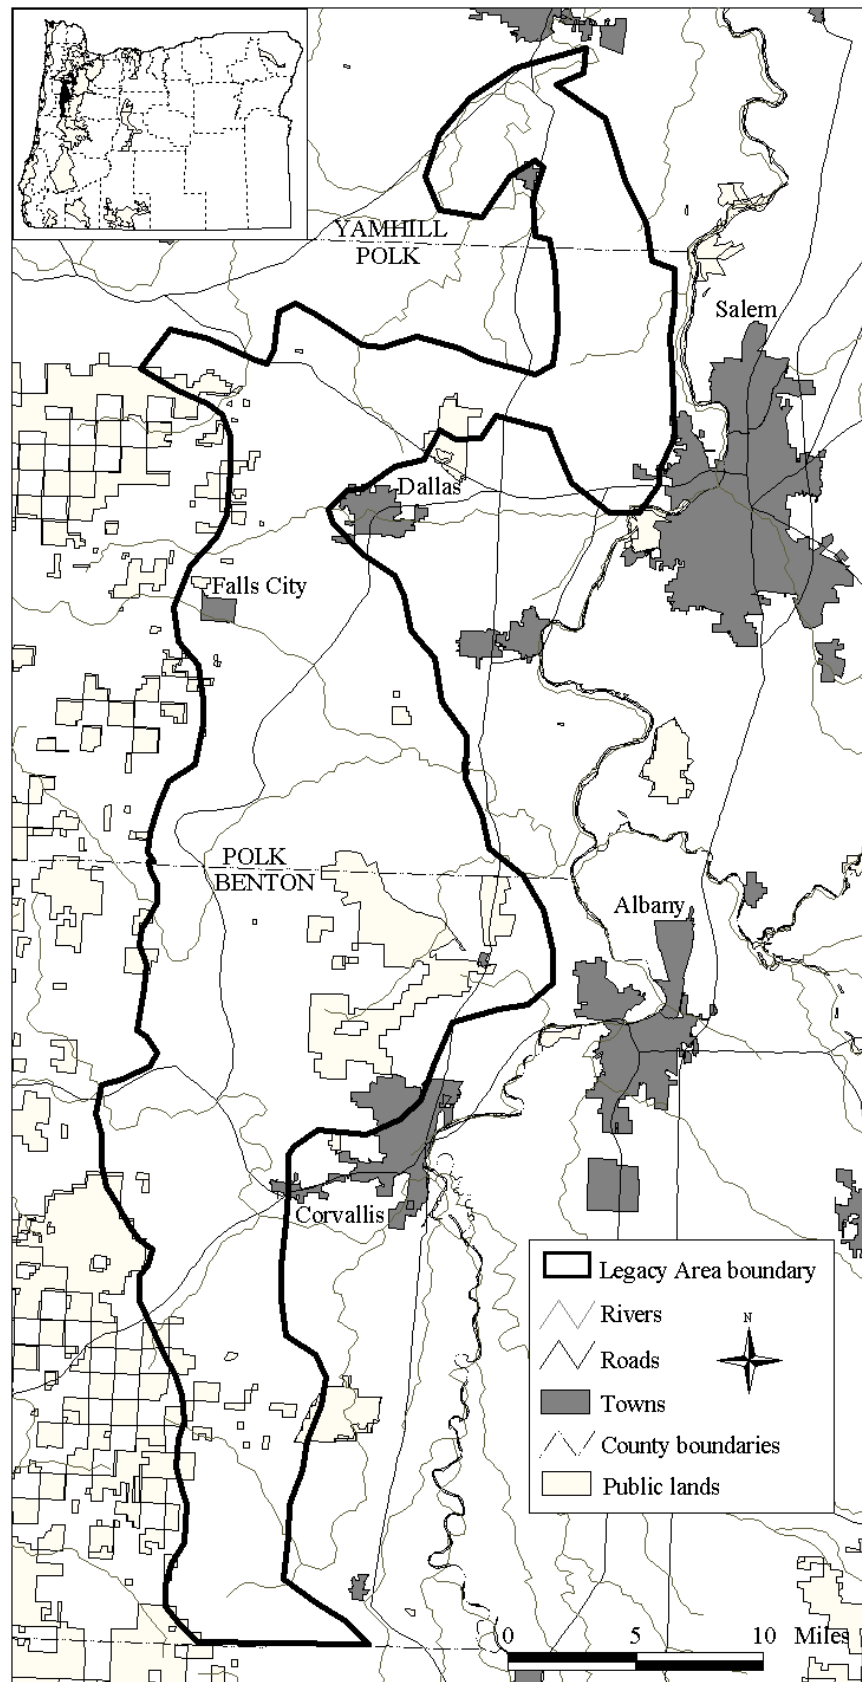 YAMHILL
POLK
Salem
Dallas
Falls City
POLK
BENTON
Albany
Corvallis
Legacy Area boundary
Rivers
N
Roads
Towns
County boundaries
Public lands
0 5 10 Miles